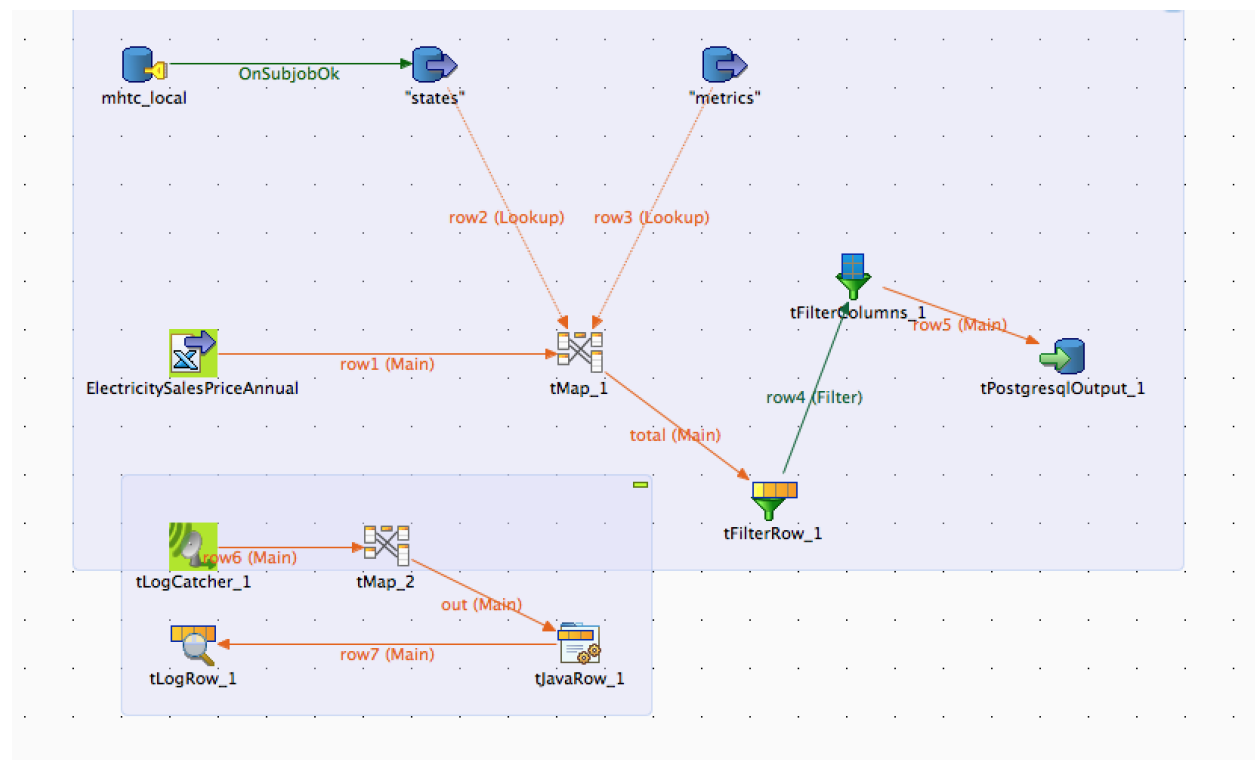 OnSubjobOk
mhtc_local
"states"
"metrics"
row2 (Lookup)
row3 (Lookup)
tFilterColumns_1
row5 (Main)
row1 (Main)
ElectricitySalesPriceAnnual
tMap_1
tPostgresqlOutput_1
row4 (Filter)
total (Main)
tFilterRow_1
row6 (Main)
tLogCatcher_1
tMap_2
out (Main)
row7 (Main)
tLogRow_1
tJavaRow_1